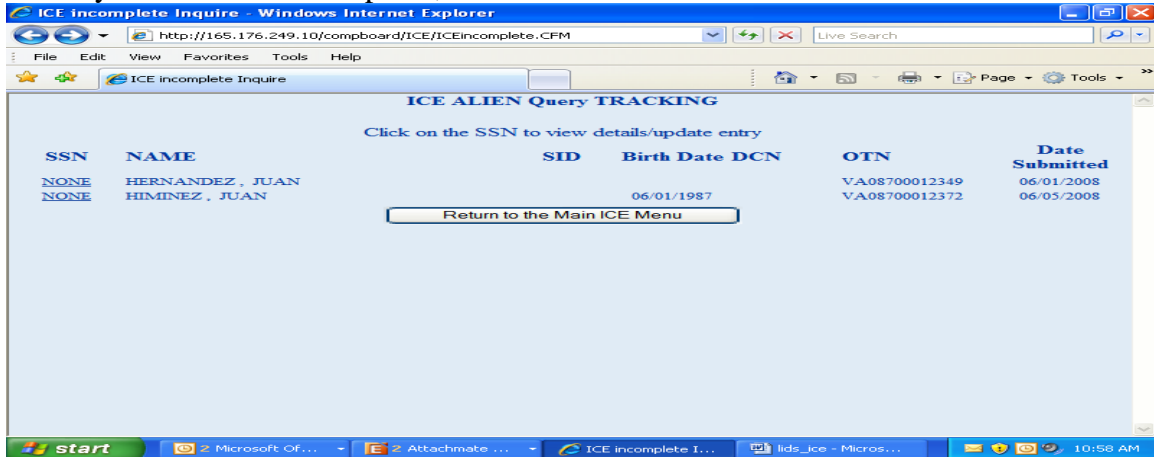 ICE incomplete Inquire - Windows Internet Explorer
http://165.176.249.10/compboard/ICE/ICEincomplete.CFM
Live Search
File Edit View Favorites Tools Help
ICE incomplete Inquire
Page Tools
ICE ALIEN Query TRACKING
Click on the SSN to view details/update entry
SSN NAME SID Birth Date DCN OTN Date Submitted
NONE HERNANDEZ , JUAN VA08700012349 06/01/2008
NONE HIMINEZ , JUAN 06/01/1987 VA08700012372 06/05/2008
Return to the Main ICE Menu
start 2 Microsoft Of... 2 Attachmate ... ICE incomplete I... lids_ice - Micros... 10:58 AM